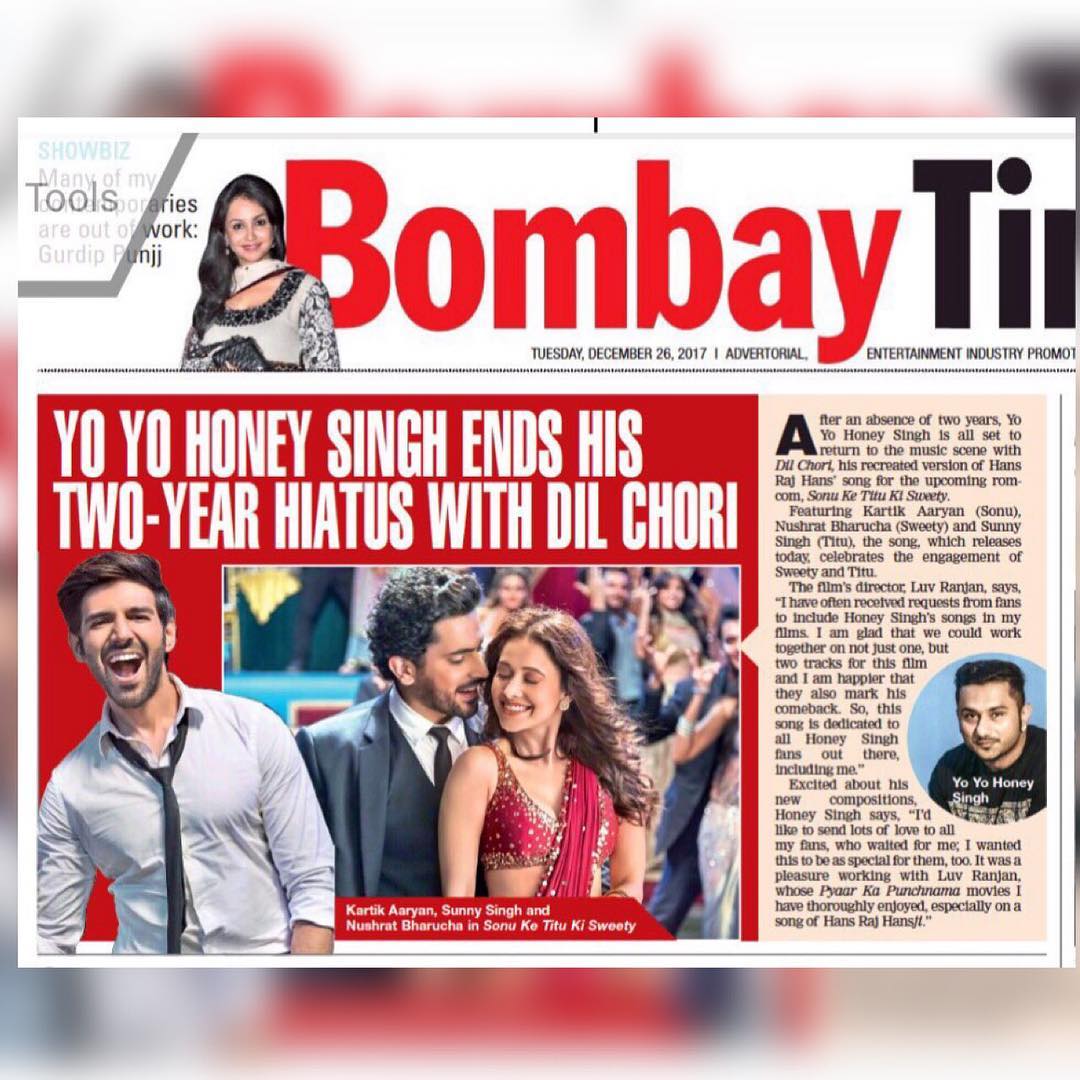 SHOWBIZ
Many of my
Tools
contemporaries
are out of work:
Gurdip Punjj
Bombay Ti
TUESDAY, DECEMBER 26, 2017 I ADVERTORIAL, ENTERTAINMENT INDUSTRY PROMOT
YO YO HONEY SINGH ENDS HIS
TWO-YEAR HIATUS WITH DIL CHORI
Kartik Aaryan, Sunny Singh and
Nushrat Bharucha in Sonu Ke Titu Ki Sweety
After an absence of two years, Yo
Yo Honey Singh is all set to
return to the music scene with
Dil Chori, his recreated version of Hans
Raj Hans' song for the upcoming rom-
com, Sonu Ke Titu Ki Sweety.
Featuring Kartik Aaryan (Sonu),
Nushrat Bharucha (Sweety) and Sunny
Singh (Titu), the song, which releases
today, celebrates the engagement of
Sweety and Titu.
The film's director, Luv Ranjan, says,
"I have often received requests from fans
to include Honey Singh's songs in my
films. I am glad that we could work
together on not just one, but
two tracks for this film
and I am happier that
they also mark his
comeback. So, this
song is dedicated to
all Honey Singh
fans out there,
including me."
Excited about his
new compositions,
Honey Singh says, "I'd
like to send lots of love to all
my fans, who waited for me; I wanted
this to be as special for them, too. It was a
pleasure working with Luv Ranjan,
whose Pyaar Ka Punchnama movies I
have thoroughly enjoyed, especially on a
song of Hans Raj Hansji."
Yo Yo Honey
Singh